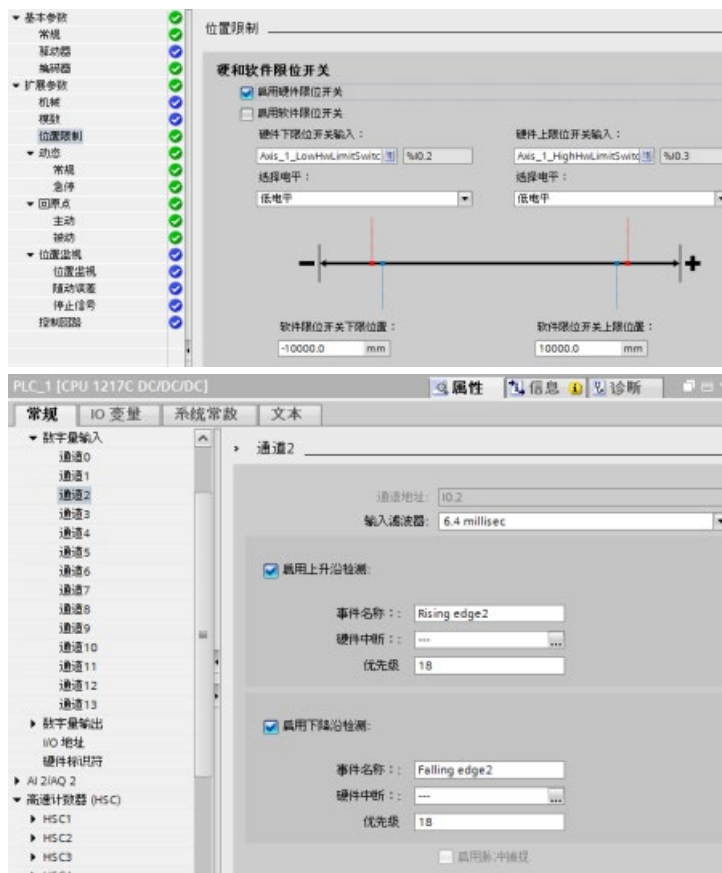 基本参数
常规
驱动器
编码器
扩展参数
机械
模数
位置限制
动态
常规
急停
回原点
主动
被动
位置监视
位置监视
随动误差
停止信号
控制回路
位置限制
硬和软件限位开关
启用硬件限位开关
启用软件限位开关
硬件下限位开关输入：
硬件上限位开关输入：
Axis_1_LowHwLimitSwitc %I0.2
Axis_1_HighHwLimitSwitc %I0.3
选择电平：
选择电平：
低电平
低电平
− +
软件限位开关下限位置：
软件限位开关上限位置：
-10000.0 mm
10000.0 mm
PLC_1 [CPU 1217C DC/DC/DC]
属性 信息 诊断
常规 IO 变量 系统常数 文本
数字量输入
通道0
通道1
通道2
通道3
通道4
通道5
通道6
通道7
通道8
通道9
通道10
通道11
通道12
通道13
数字量输出
I/O 地址
硬件标识符
AI 2/AQ 2
高速计数器 (HSC)
HSC1
HSC2
HSC3
通道2
通道地址: I0.2
输入滤波器: 6.4 millisec
启用上升沿检测:
事件名称：: Rising edge2
硬件中断：: --- ...
优先级 18
启用下降沿检测:
事件名称：: Falling edge2
硬件中断：: --- ...
优先级 18
启用脉冲捕捉